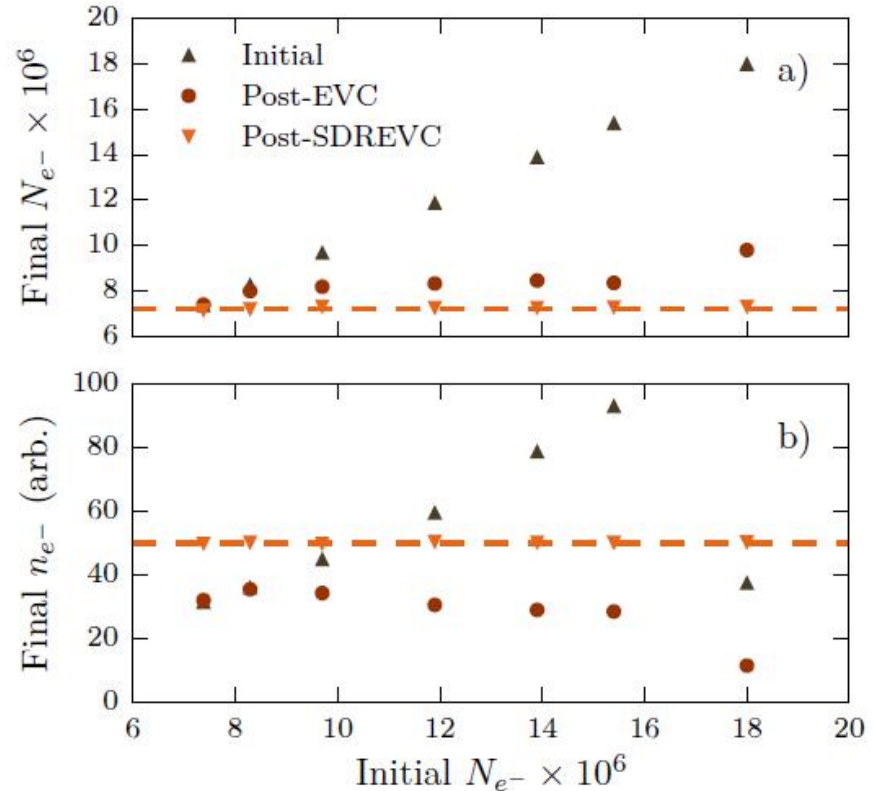 20
18
16
14
12
10
8
6
Final N_{e^-} × 10^6
Initial
Post-EVC
Post-SDREVC
a)
100
80
60
40
20
0
Final n_{e^-} (arb.)
b)
6 8 10 12 14 16 18 20
Initial N_{e^-} × 10^6